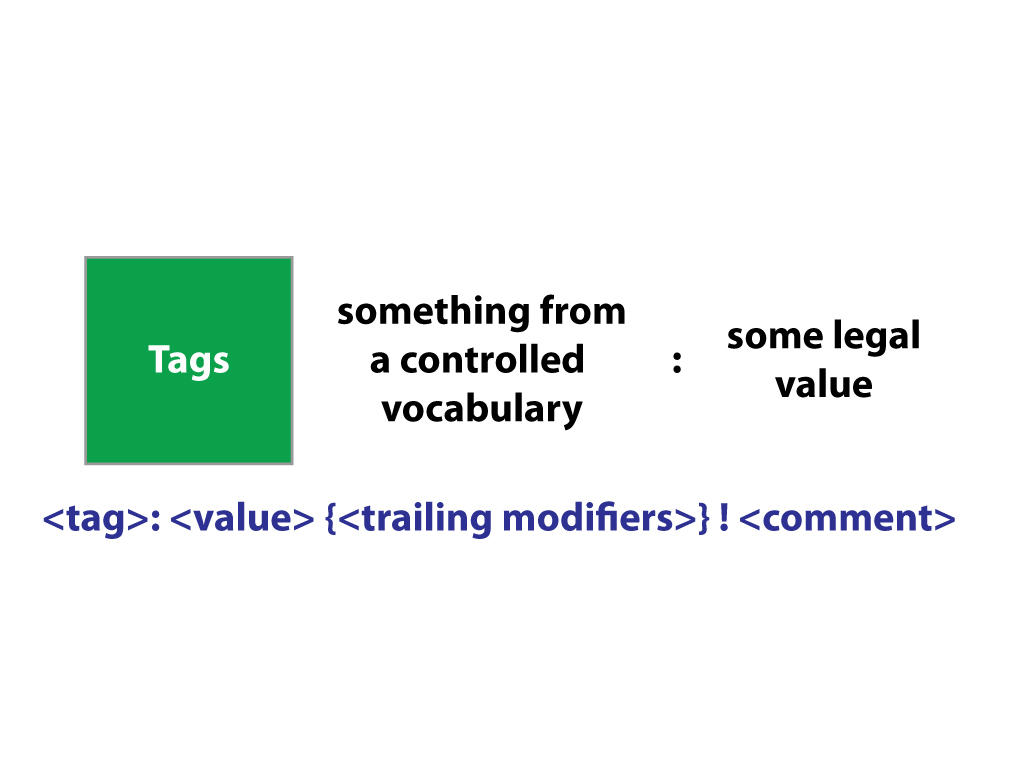 Tags
something from
a controlled
vocabulary
:
some legal
value
<tag>: <value> {<trailing modifiers>} ! <comment>